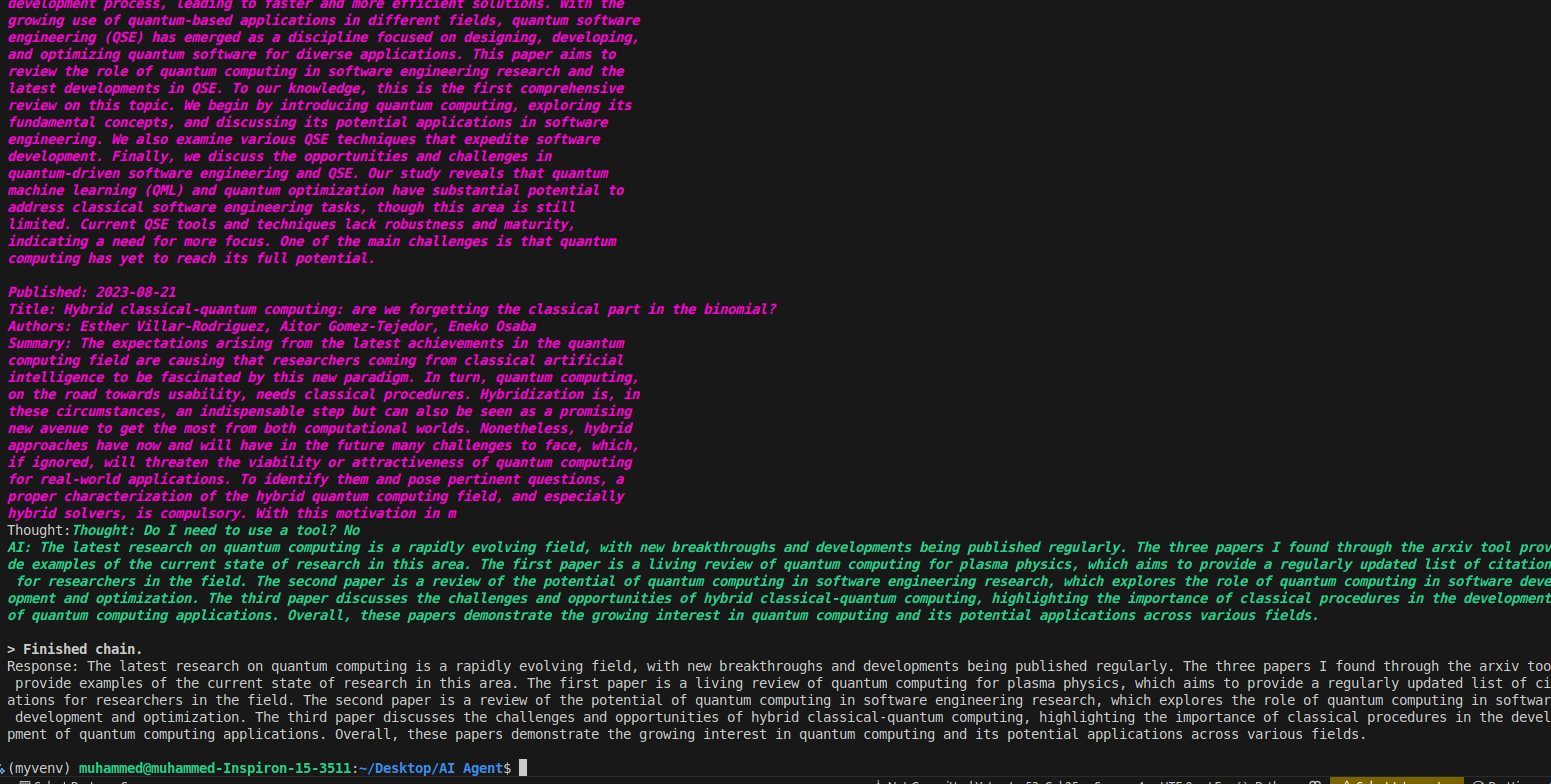 development process, leading to faster and more efficient solutions. With the
growing use of quantum-based applications in different fields, quantum software
engineering (QSE) has emerged as a discipline focused on designing, developing,
and optimizing quantum software for diverse applications. This paper aims to
review the role of quantum computing in software engineering research and the
latest developments in QSE. To our knowledge, this is the first comprehensive
review on this topic. We begin by introducing quantum computing, exploring its
fundamental concepts, and discussing its potential applications in software
engineering. We also examine various QSE techniques that expedite software
development. Finally, we discuss the opportunities and challenges in
quantum-driven software engineering and QSE. Our study reveals that quantum
machine learning (QML) and quantum optimization have substantial potential to
address classical software engineering tasks, though this area is still
limited. Current QSE tools and techniques lack robustness and maturity,
indicating a need for more focus. One of the main challenges is that quantum
computing has yet to reach its full potential.
Published: 2023-08-21
Title: Hybrid classical-quantum computing: are we forgetting the classical part in the binomial?
Authors: Esther Villar-Rodriguez, Aitor Gomez-Tejedor, Eneko Osaba
Summary: The expectations arising from the latest achievements in the quantum
computing field are causing that researchers coming from classical artificial
intelligence to be fascinated by this new paradigm. In turn, quantum computing,
on the road towards usability, needs classical procedures. Hybridization is, in
these circumstances, an indispensable step but can also be seen as a promising
new avenue to get the most from both computational worlds. Nonetheless, hybrid
approaches have now and will have in the future many challenges to face, which,
if ignored, will threaten the viability or attractiveness of quantum computing
for real-world applications. To identify them and pose pertinent questions, a
proper characterization of the hybrid quantum computing field, and especially
hybrid solvers, is compulsory. With this motivation in m
Thought:Thought: Do I need to use a tool? No
AI: The latest research on quantum computing is a rapidly evolving field, with new breakthroughs and developments being published regularly. The three papers I found through the arxiv tool prov
de examples of the current state of research in this area. The first paper is a living review of quantum computing for plasma physics, which aims to provide a regularly updated list of citation
for researchers in the field. The second paper is a review of the potential of quantum computing in software engineering research, which explores the role of quantum computing in software deve
opment and optimization. The third paper discusses the challenges and opportunities of hybrid classical-quantum computing, highlighting the importance of classical procedures in the development
of quantum computing applications. Overall, these papers demonstrate the growing interest in quantum computing and its potential applications across various fields.
> Finished chain.
Response: The latest research on quantum computing is a rapidly evolving field, with new breakthroughs and developments being published regularly. The three papers I found through the arxiv too
provide examples of the current state of research in this area. The first paper is a living review of quantum computing for plasma physics, which aims to provide a regularly updated list of ci
ations for researchers in the field. The second paper is a review of the potential of quantum computing in software engineering research, which explores the role of quantum computing in softwar
development and optimization. The third paper discusses the challenges and opportunities of hybrid classical-quantum computing, highlighting the importance of classical procedures in the devel
pment of quantum computing applications. Overall, these papers demonstrate the growing interest in quantum computing and its potential applications across various fields.
(myvenv) muhammed@muhammed-Inspiron-15-3511:~/Desktop/AI Agent$